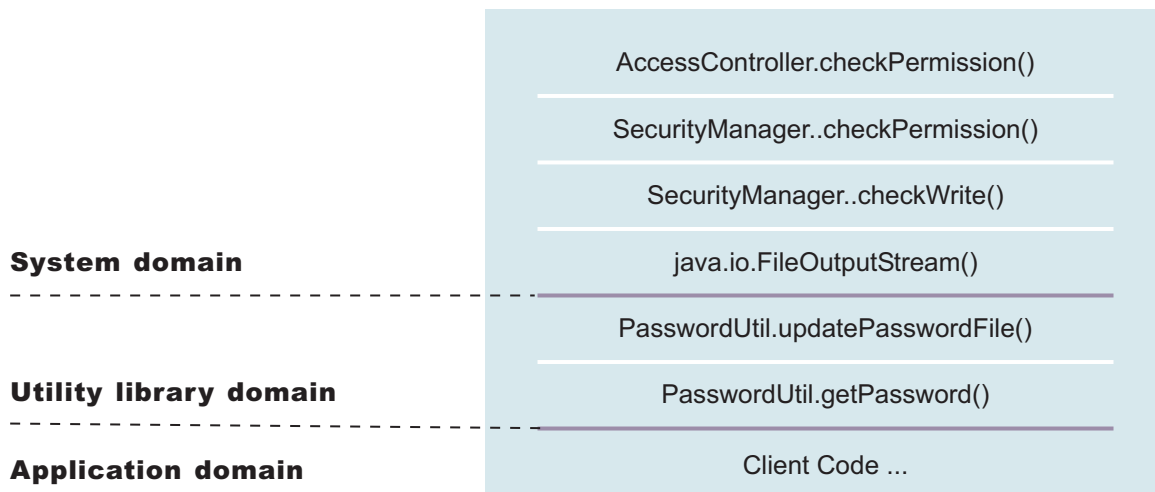 AccessController.checkPermission()
SecurityManager..checkPermission()
SecurityManager..checkWrite()
System domain
java.io.FileOutputStream()
PasswordUtil.updatePasswordFile()
Utility library domain
PasswordUtil.getPassword()
Application domain
Client Code ...